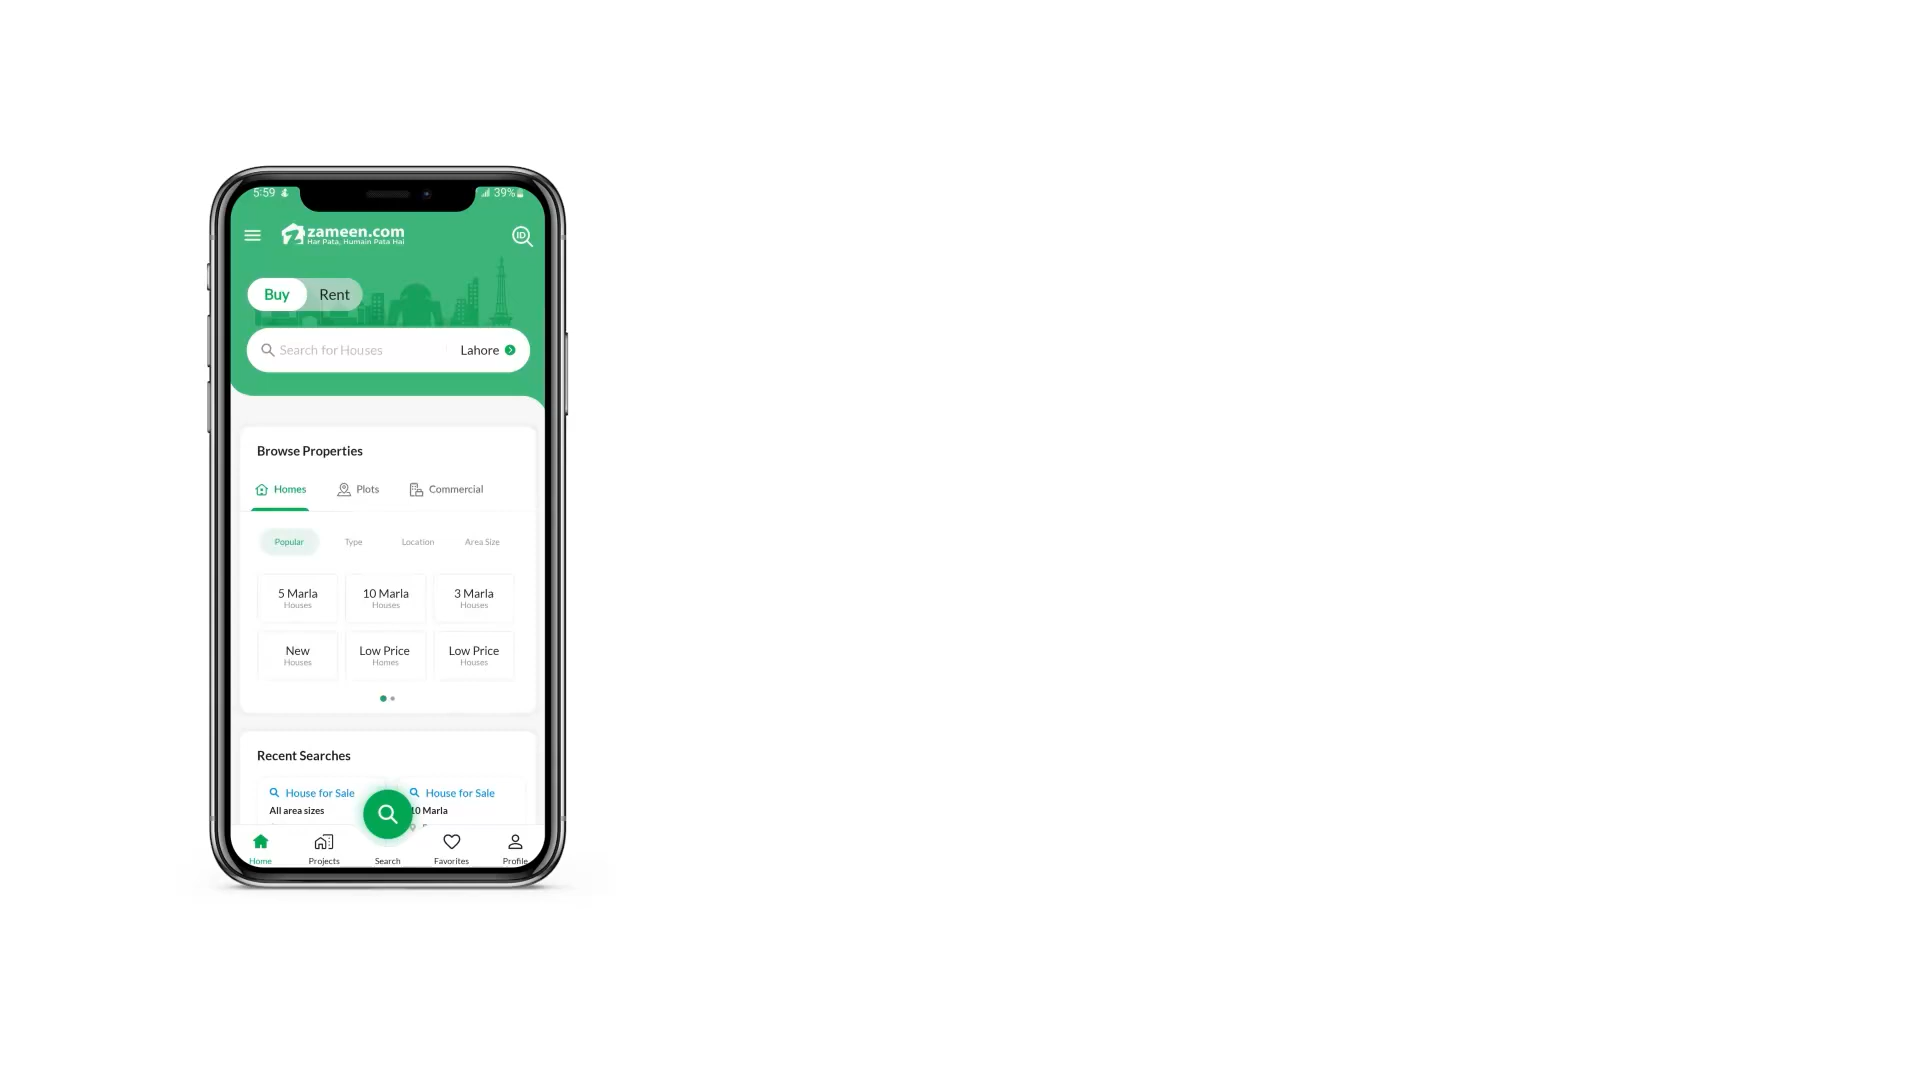 5:59
39%
zameen.com
Har Pata, Humain Pata Hai
ID
Buy Rent
Search for Houses Lahore
Browse Properties
Homes Plots Commercial
Popular Type Location Area Size
5 Marla 10 Marla 3 Marla
Houses Houses Houses
New Low Price Low Price
Houses Homes Houses
Recent Searches
House for Sale House for Sale
All area sizes 10 Marla
Home Projects Search Favorites Profile